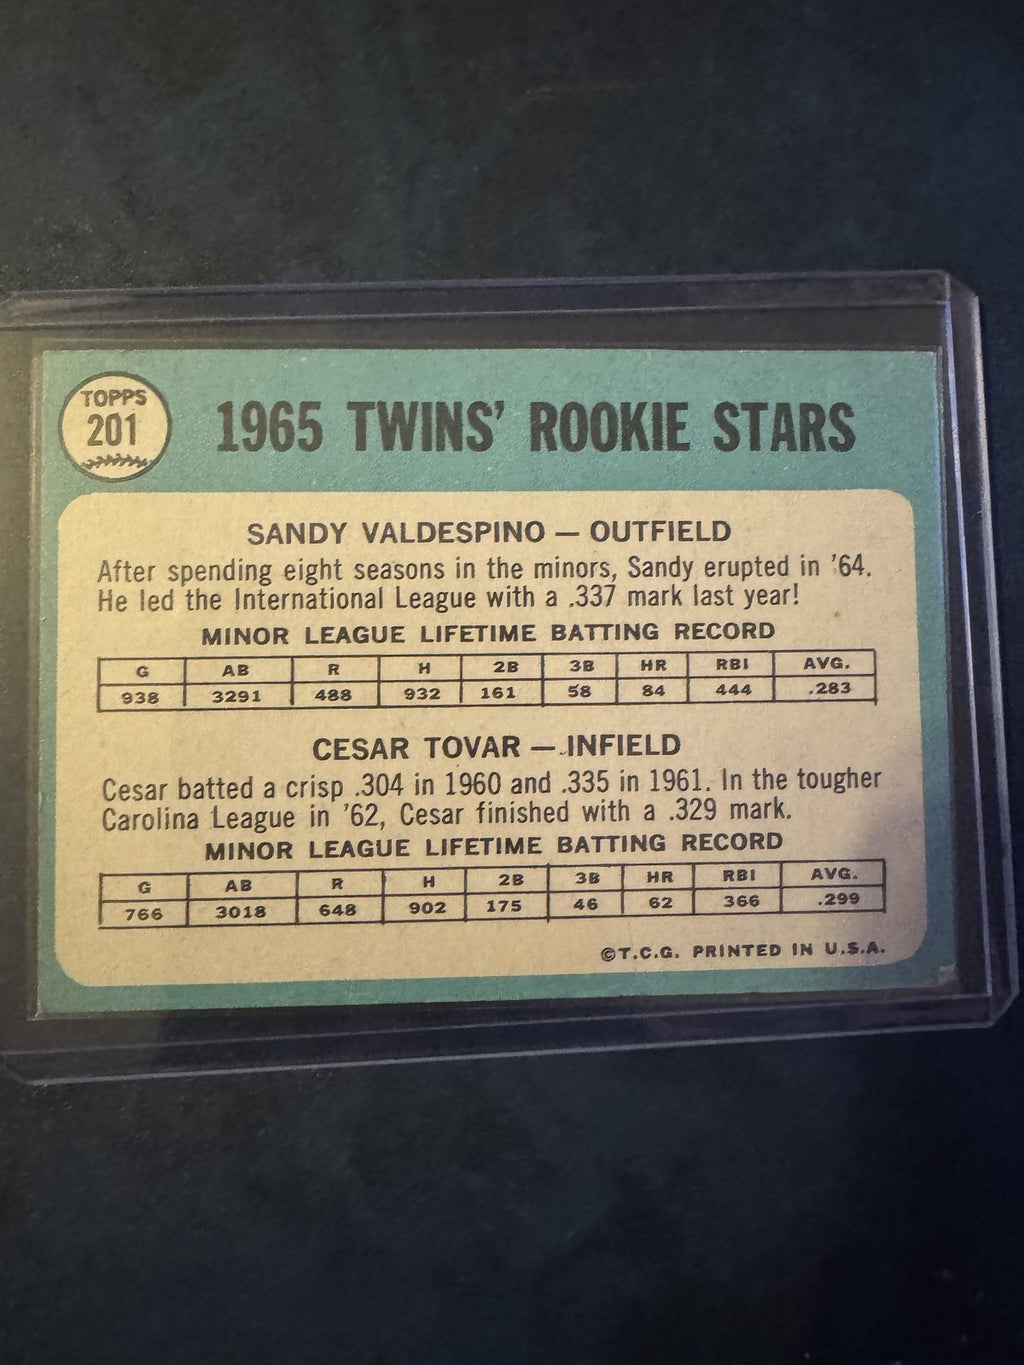 TOPPS
201
1965 TWINS' ROOKIE STARS
SANDY VALDESPINO — OUTFIELD
After spending eight seasons in the minors, Sandy erupted in '64.
He led the International League with a .337 mark last year!
MINOR LEAGUE LIFETIME BATTING RECORD
G AB R H 2B 3B HR RBI AVG.
938 3291 488 932 161 58 84 444 .283
CESAR TOVAR — INFIELD
Cesar batted a crisp .304 in 1960 and .335 in 1961. In the tougher
Carolina League in '62, Cesar finished with a .329 mark.
MINOR LEAGUE LIFETIME BATTING RECORD
G AB R H 2B 3B HR RBI AVG.
766 3018 648 902 175 46 62 366 .299
©T.C.G. PRINTED IN U.S.A.